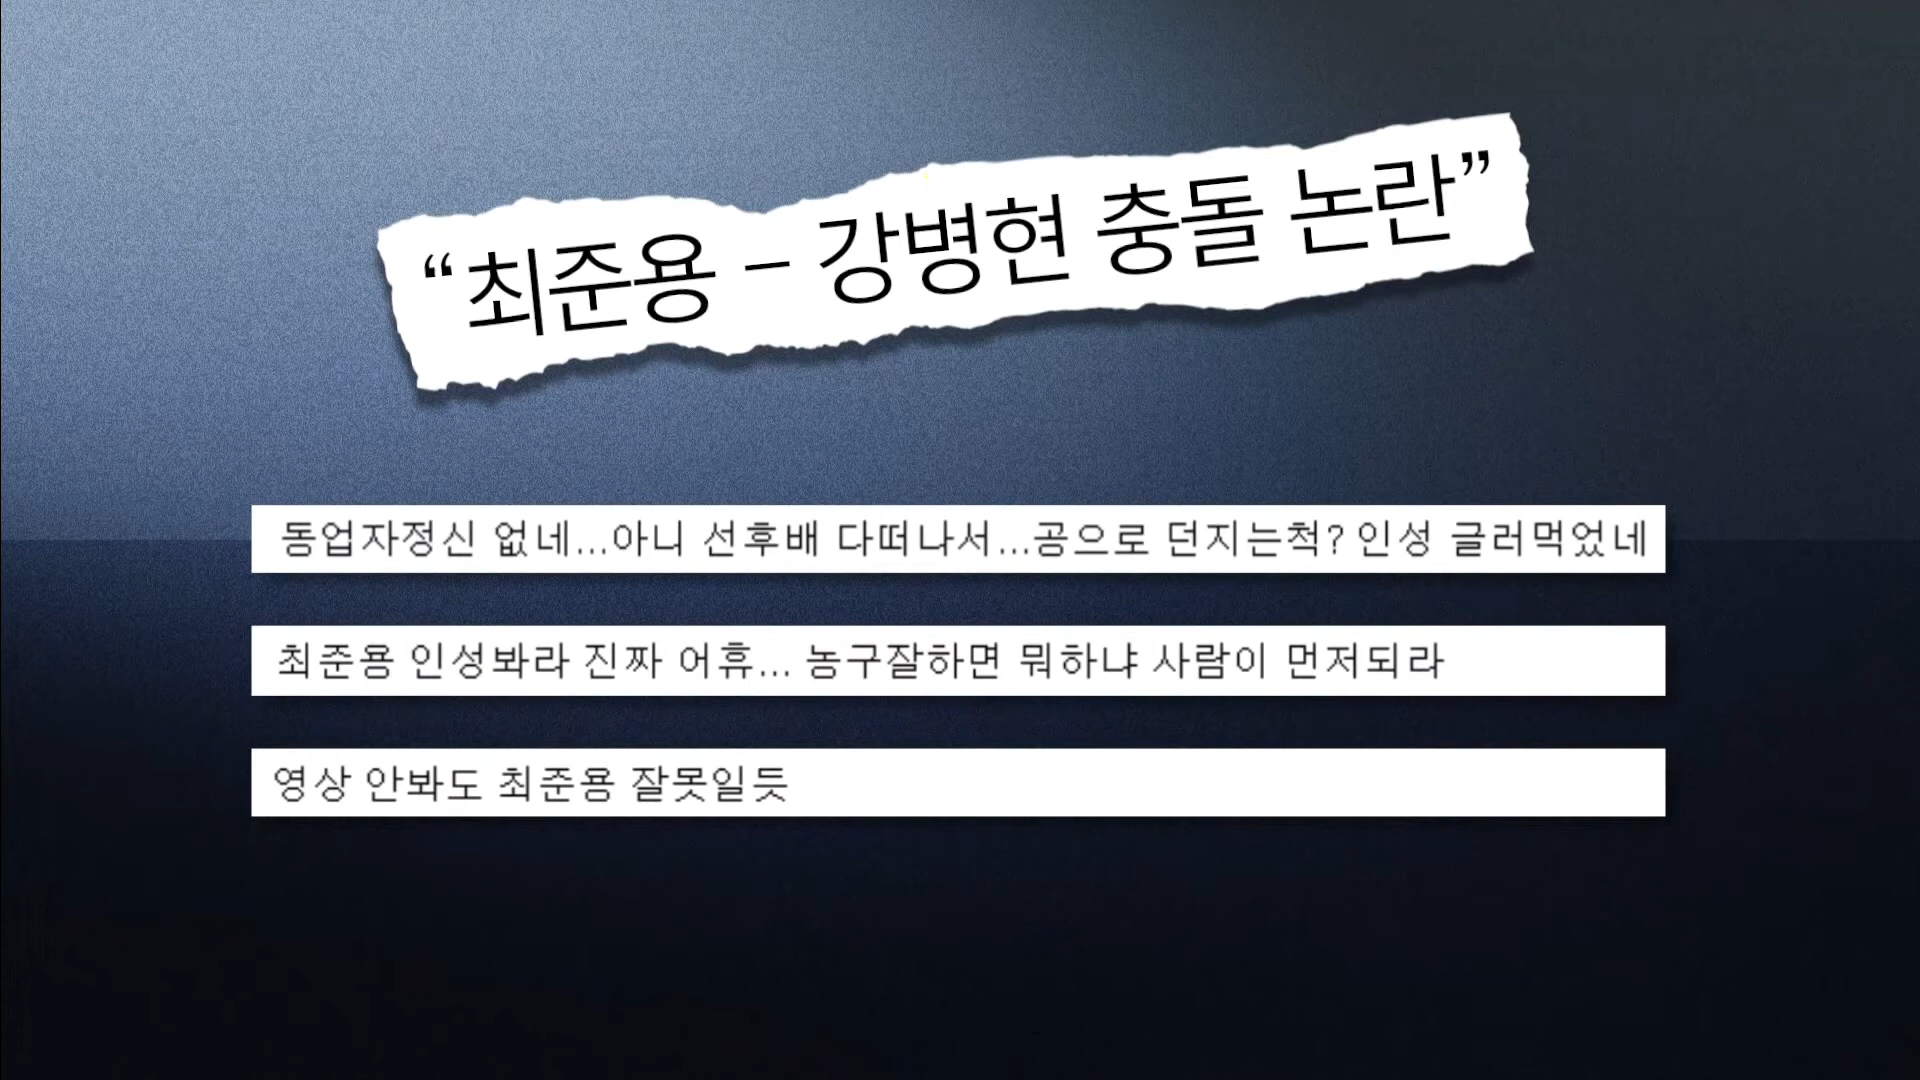 “최준용 – 강병현 충돌 논란”
동업자정신 없네...아니 선후배 다떠나서...공으로 던지는척? 인성 글러먹었네
최준용 인성봐라 진짜 어휴... 농구잘하면 뭐하냐 사람이 먼저되라
영상 안봐도 최준용 잘못일듯